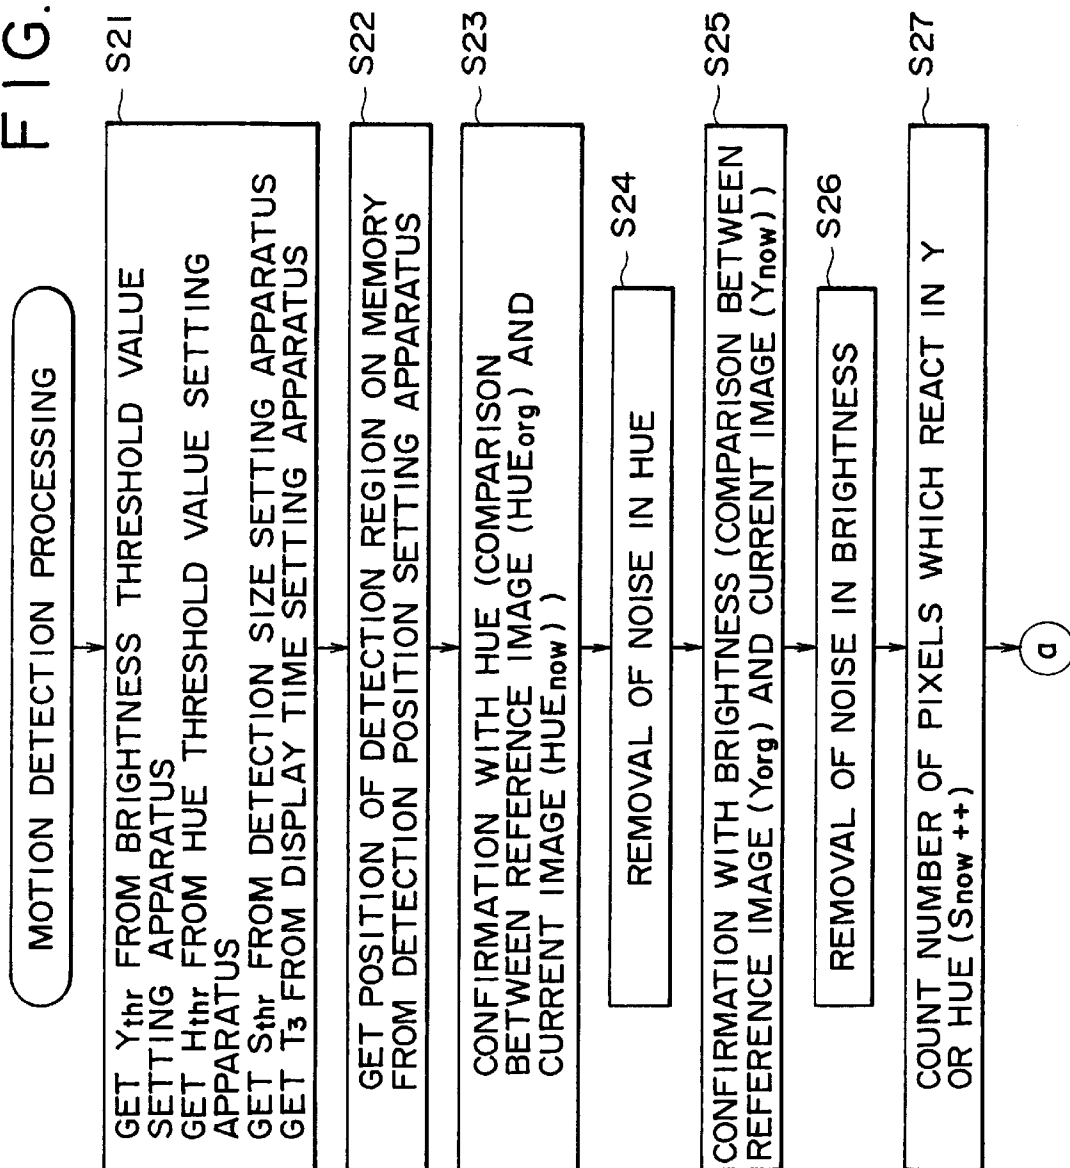 FIG.
MOTION DETECTION PROCESSING
S21
GET Ythr FROM BRIGHTNESS THRESHOLD VALUE
SETTING APPARATUS
GET Hthr FROM HUE THRESHOLD VALUE SETTING
APPARATUS
GET Sthr FROM DETECTION SIZE SETTING APPARATUS
GET T3 FROM DISPLAY TIME SETTING APPARATUS
S22
GET POSITION OF DETECTION REGION ON MEMORY
FROM DETECTION POSITION SETTING APPARATUS
S23
CONFIRMATION WITH HUE (COMPARISON
BETWEEN REFERENCE IMAGE (HUEorg) AND
CURRENT IMAGE (HUEnow))
S24
REMOVAL OF NOISE IN HUE
S25
CONFIRMATION WITH BRIGHTNESS (COMPARISON BETWEEN
REFERENCE IMAGE (Yorg) AND CURRENT IMAGE (Ynow))
S26
REMOVAL OF NOISE IN BRIGHTNESS
S27
COUNT NUMBER OF PIXELS WHICH REACT IN Y
OR HUE (Snow ++)
a